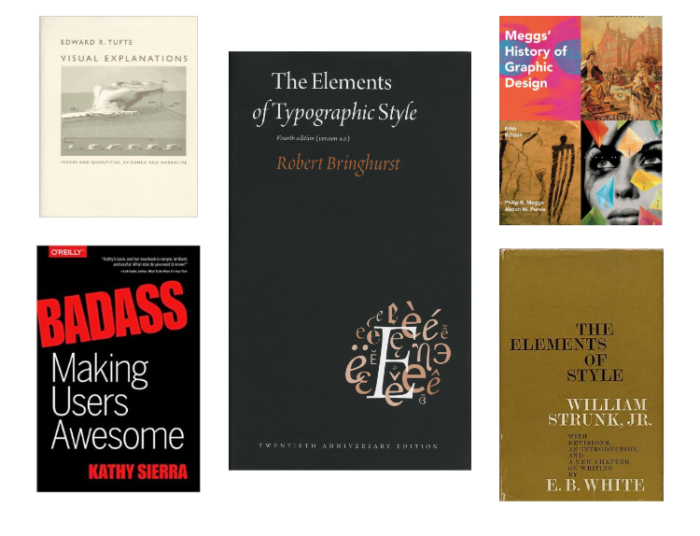 EDWARD R. TUFTE
VISUAL EXPLANATIONS
IMAGES AND QUANTITIES, EVIDENCE AND NARRATIVE
The Elements
of Typographic Style
Fourth edition (version 4.2)
Robert Bringhurst
TWENTIETH ANNIVERSARY EDITION
Meggs'
History of
Graphic
Design
Fifth
Edition
Philip B. Meggs
Alston W. Purvis
O'REILLY
BADASS
Making
Users
Awesome
KATHY SIERRA
THE
ELEMENTS
OF
STYLE
WILLIAM
STRUNK, JR.
WITH
REVISIONS,
AN INTRODUCTION,
AND
A NEW CHAPTER
ON WRITING
BY
E. B. WHITE